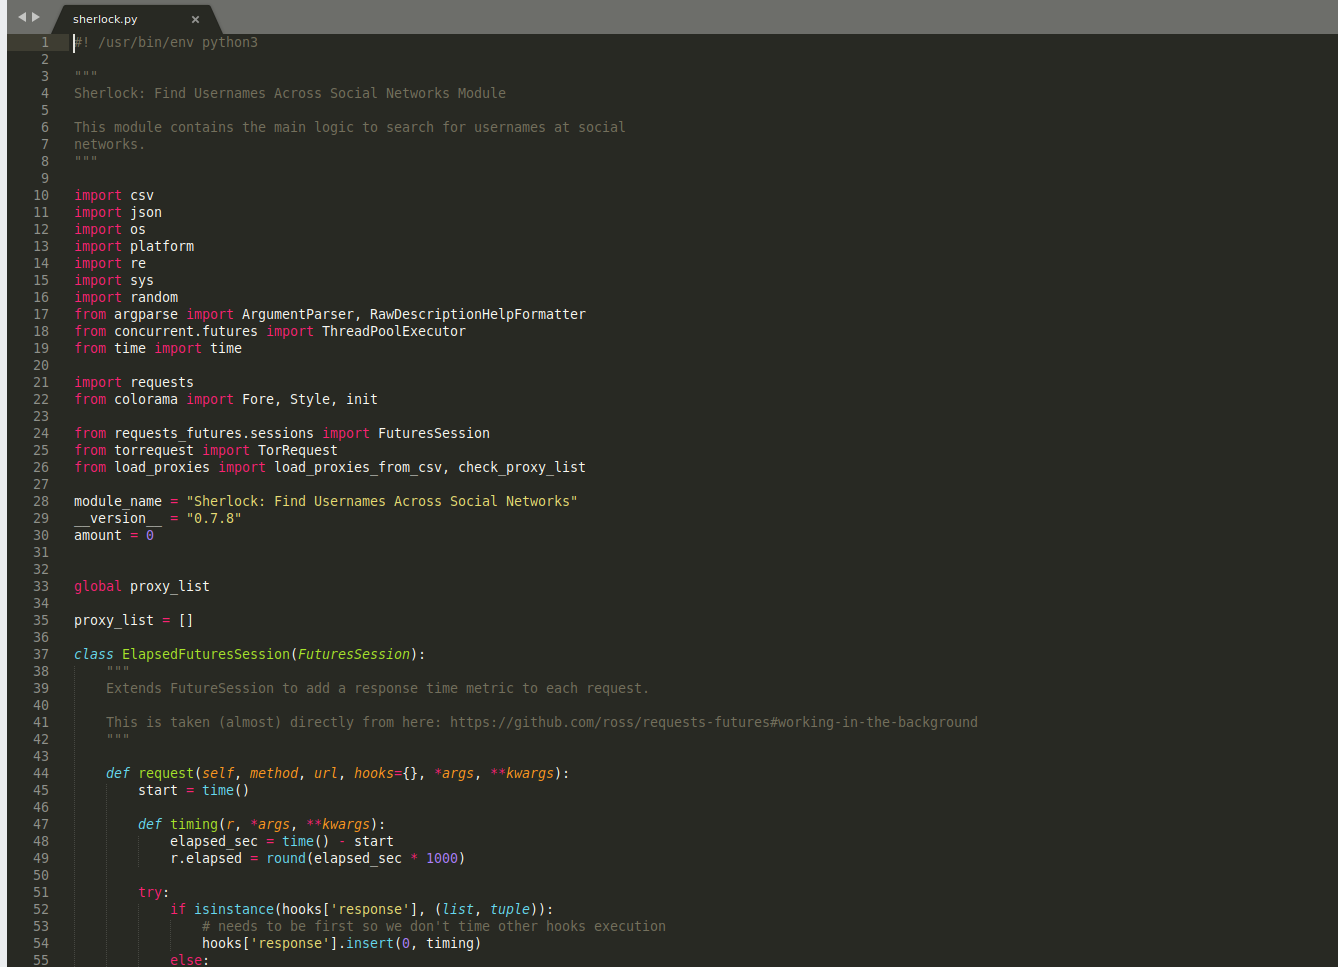 sherlock.py ×
1 #! /usr/bin/env python3
2
3 """
4 Sherlock: Find Usernames Across Social Networks Module
5
6 This module contains the main logic to search for usernames at social
7 networks.
8 """
9
10 import csv
11 import json
12 import os
13 import platform
14 import re
15 import sys
16 import random
17 from argparse import ArgumentParser, RawDescriptionHelpFormatter
18 from concurrent.futures import ThreadPoolExecutor
19 from time import time
20
21 import requests
22 from colorama import Fore, Style, init
23
24 from requests_futures.sessions import FuturesSession
25 from torrequest import TorRequest
26 from load_proxies import load_proxies_from_csv, check_proxy_list
27
28 module_name = "Sherlock: Find Usernames Across Social Networks"
29 __version__ = "0.7.8"
30 amount = 0
31
32
33 global proxy_list
34
35 proxy_list = []
36
37 class ElapsedFuturesSession(FuturesSession):
38     """
39     Extends FutureSession to add a response time metric to each request.
40
41     This is taken (almost) directly from here: https://github.com/ross/requests-futures#working-in-the-background
42     """
43
44     def request(self, method, url, hooks={}, *args, **kwargs):
45         start = time()
46
47         def timing(r, *args, **kwargs):
48             elapsed_sec = time() - start
49             r.elapsed = round(elapsed_sec * 1000)
50
51         try:
52             if isinstance(hooks['response'], (list, tuple)):
53                 # needs to be first so we don't time other hooks execution
54                 hooks['response'].insert(0, timing)
55             else: